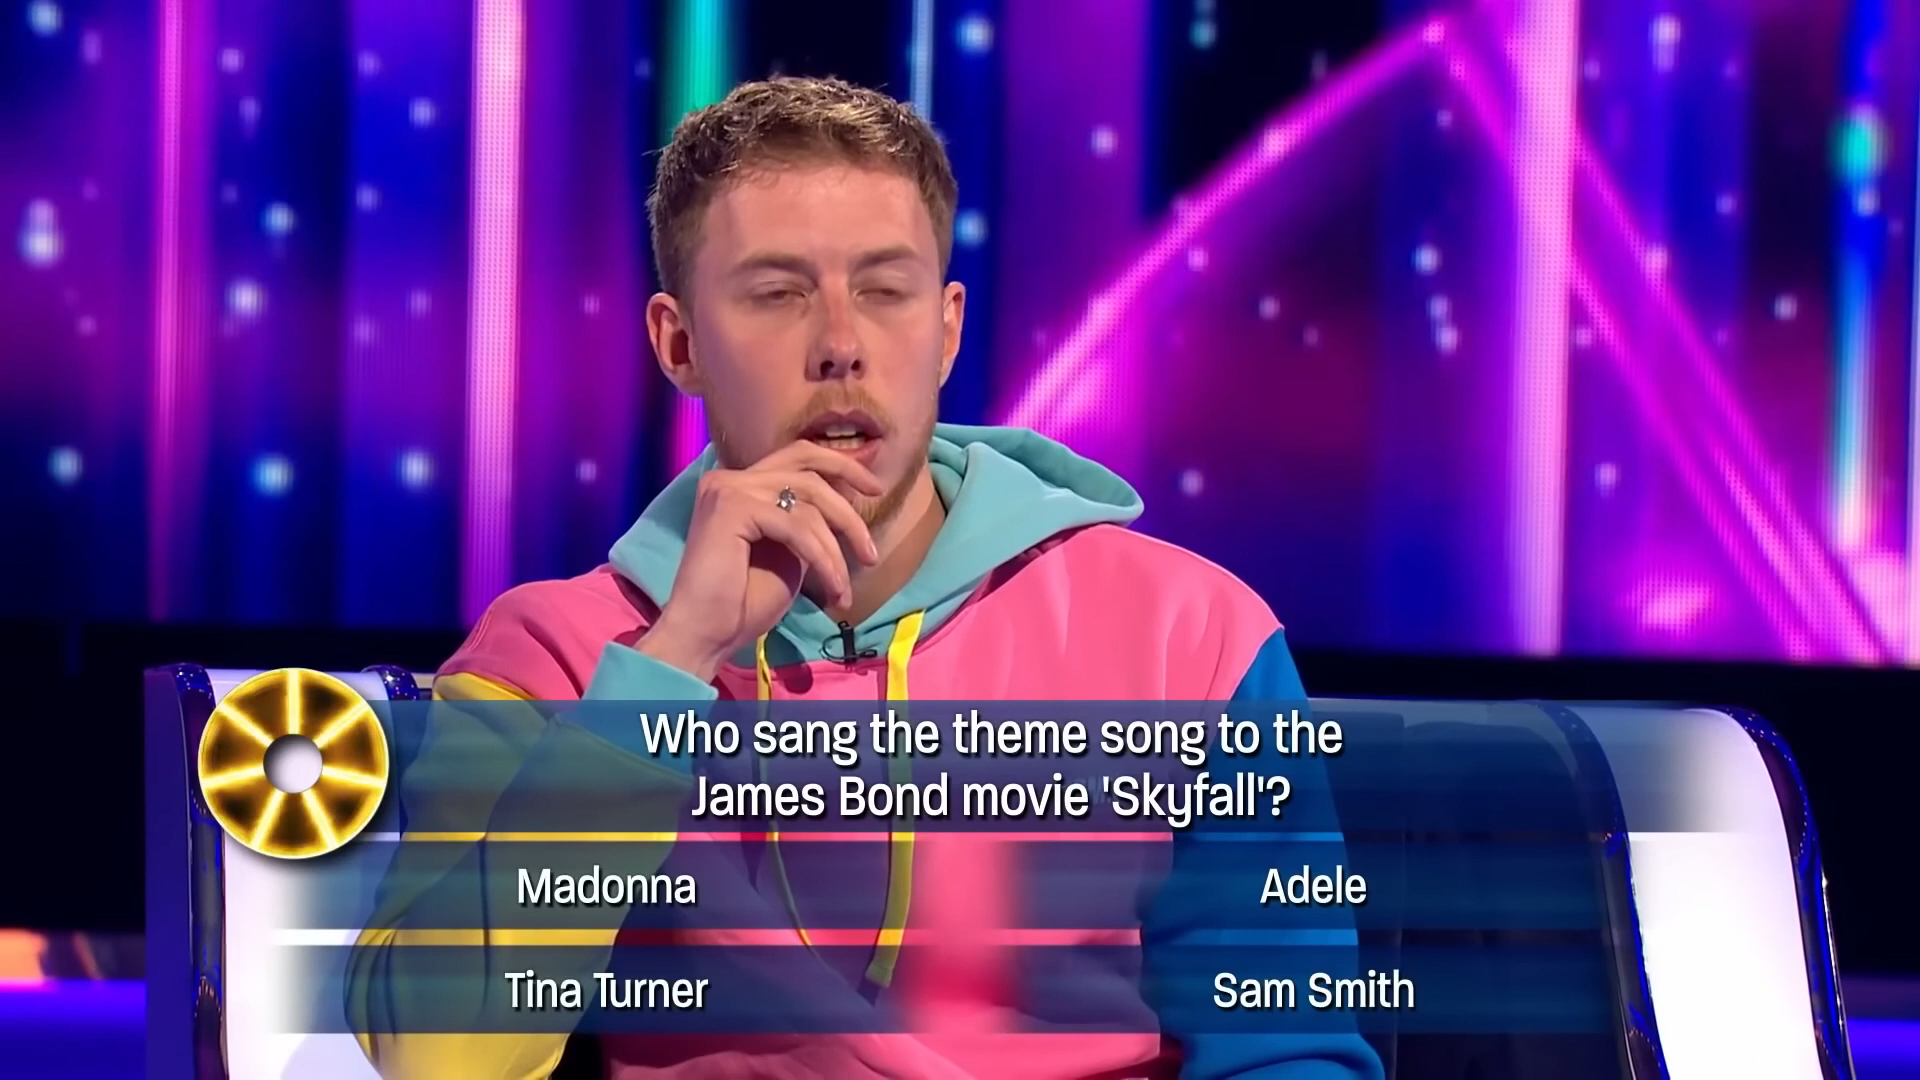 Who sang the theme song to the
James Bond movie 'Skyfall'?
Madonna
Adele
Tina Turner
Sam Smith